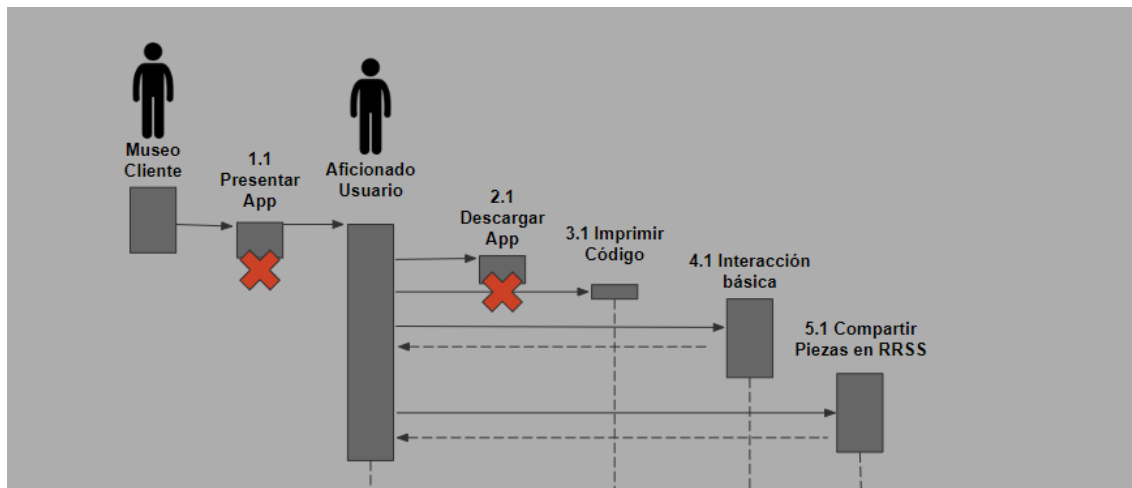 Museo
Cliente
1.1
Presentar
App
Aficionado
Usuario
2.1
Descargar
App
3.1 Imprimir
Código
4.1 Interacción
básica
5.1 Compartir
Piezas en RRSS